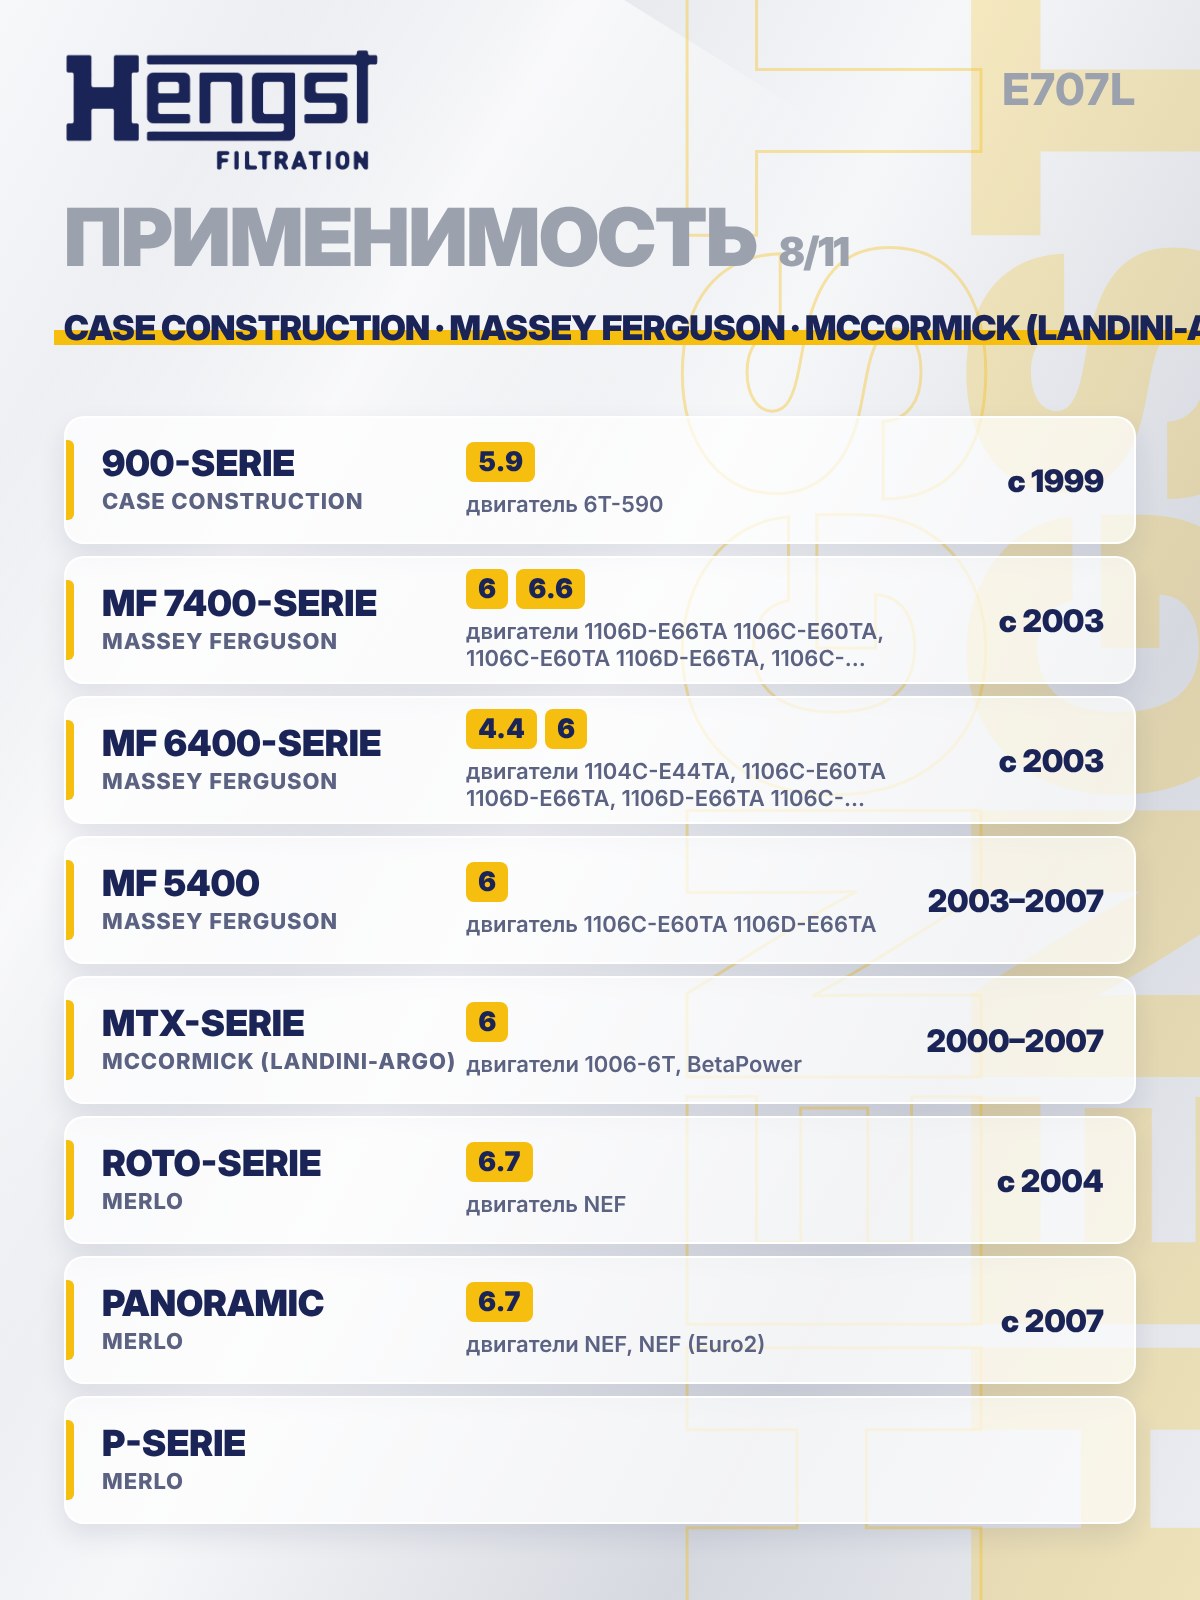 Hengst
FILTRATION
E707L
ПРИМЕНИМОСТЬ 8/11
CASE CONSTRUCTION · MASSEY FERGUSON · MCCORMICK (LANDINI-A
900-SERIE
CASE CONSTRUCTION
5.9
двигатель 6T-590
с 1999
MF 7400-SERIE
MASSEY FERGUSON
6 6.6
двигатели 1106D-E66TA 1106C-E60TA,
1106C-E60TA 1106D-E66TA, 1106C-...
с 2003
MF 6400-SERIE
MASSEY FERGUSON
4.4 6
двигатели 1104C-E44TA, 1106C-E60TA
1106D-E66TA, 1106D-E66TA 1106C-...
с 2003
MF 5400
MASSEY FERGUSON
6
двигатель 1106C-E60TA 1106D-E66TA
2003–2007
MTX-SERIE
MCCORMICK (LANDINI-ARGO)
6
двигатели 1006-6T, BetaPower
2000–2007
ROTO-SERIE
MERLO
6.7
двигатель NEF
с 2004
PANORAMIC
MERLO
6.7
двигатели NEF, NEF (Euro2)
с 2007
P-SERIE
MERLO
HENGST